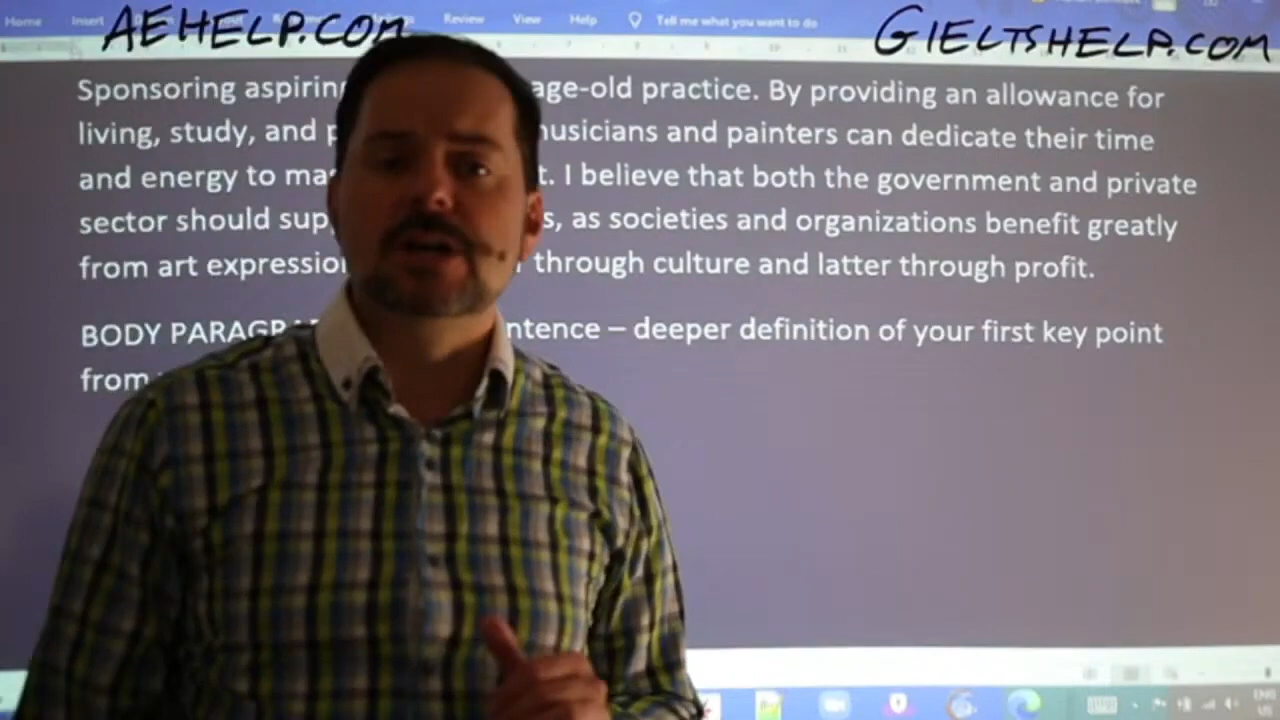 Home Insert Review View Help Tell me what you want to do
AEHELP.COM GIELTSHELP.COM
Sponsoring age-old practice. By providing an allowance for
living, study, and musicians and painters can dedicate their time
and energy to I believe that both the government and private
sector should as societies and organizations benefit greatly
from art through culture and latter through profit.
BODY – deeper definition of your first key point
from
ENG
US